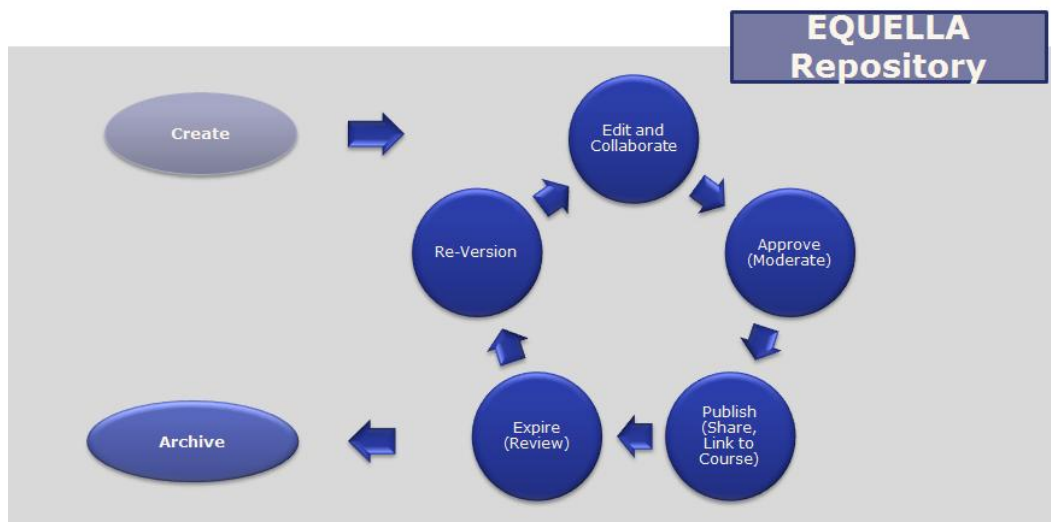 EQUELLA
Repository
Create
Edit and
Collaborate
Re-Version
Approve
(Moderate)
Archive
Expire
(Review)
Publish
(Share,
Link to
Course)